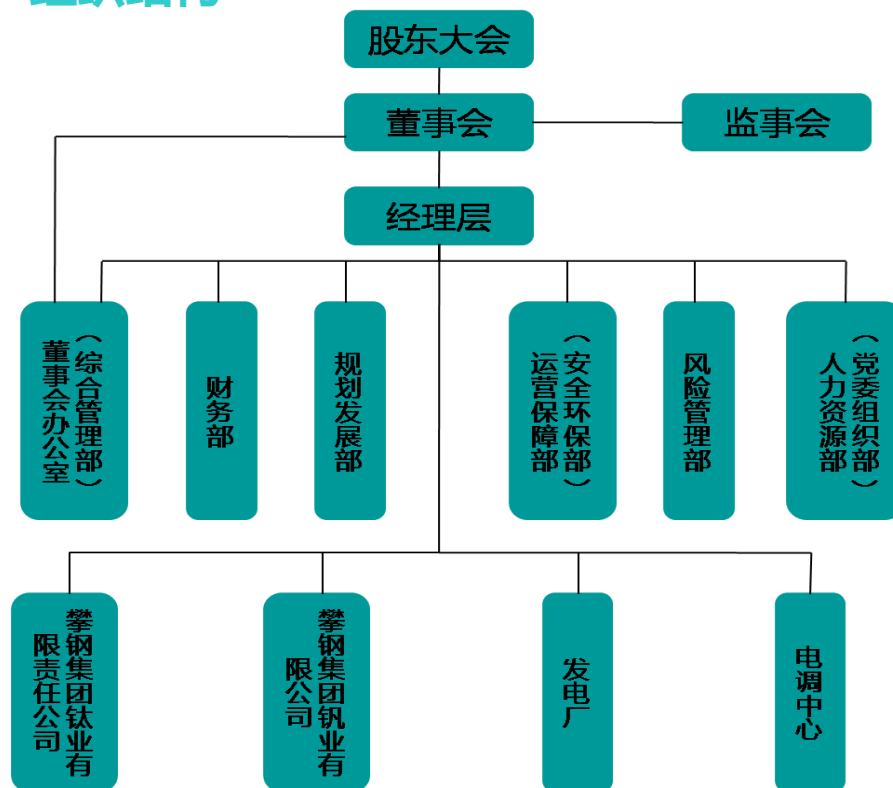 组织结构
股东大会
董事会
监事会
经理层
董事会办公室
（综合管理部）
财务部
规划发展部
运营保障部
（安全环保部）
风险管理部
人力资源部
（党委组织部）
攀钢集团钛业有
限责任公司
攀钢集团钒业有
限公司
发电厂
电调中心